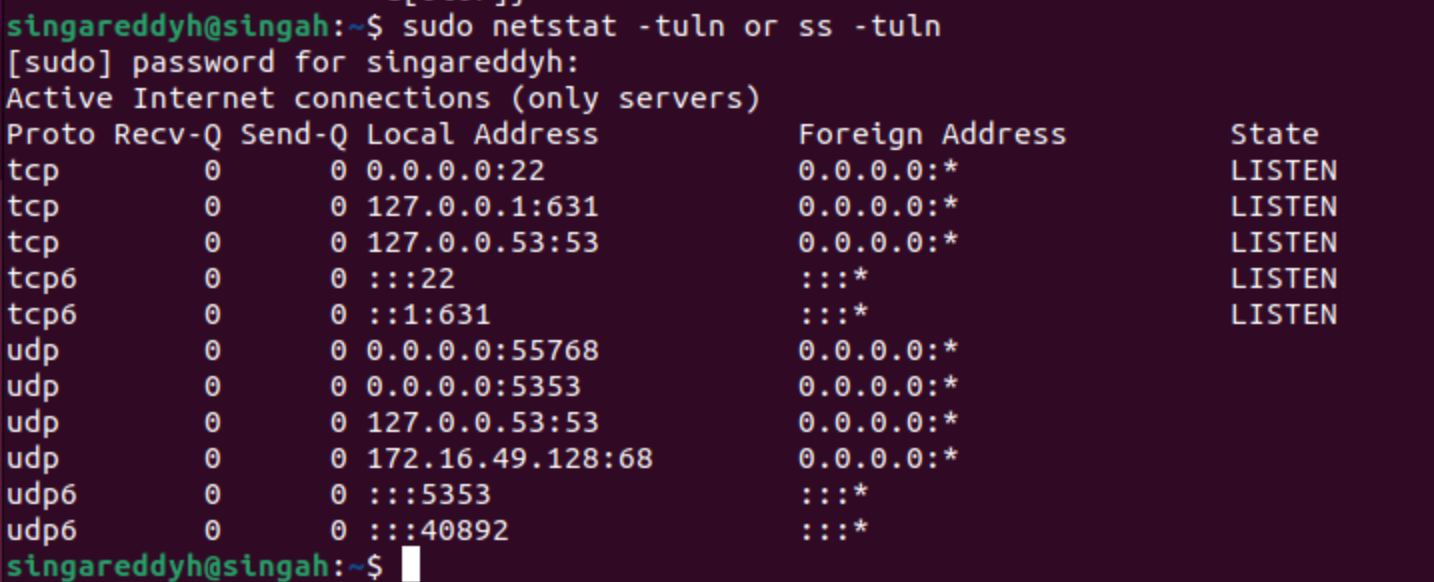 singareddyh@singah:~$ sudo netstat -tuln or ss -tuln
[sudo] password for singareddyh:
Active Internet connections (only servers)
Proto Recv-Q Send-Q Local Address           Foreign Address         State
tcp        0      0 0.0.0.0:22              0.0.0.0:*               LISTEN
tcp        0      0 127.0.0.1:631           0.0.0.0:*               LISTEN
tcp        0      0 127.0.0.53:53           0.0.0.0:*               LISTEN
tcp6       0      0 :::22                   :::*                    LISTEN
tcp6       0      0 ::1:631                 :::*                    LISTEN
udp        0      0 0.0.0.0:55768           0.0.0.0:*
udp        0      0 0.0.0.0:5353            0.0.0.0:*
udp        0      0 127.0.0.53:53           0.0.0.0:*
udp        0      0 172.16.49.128:68        0.0.0.0:*
udp6       0      0 :::5353                 :::*
udp6       0      0 :::40892                :::*
singareddyh@singah:~$